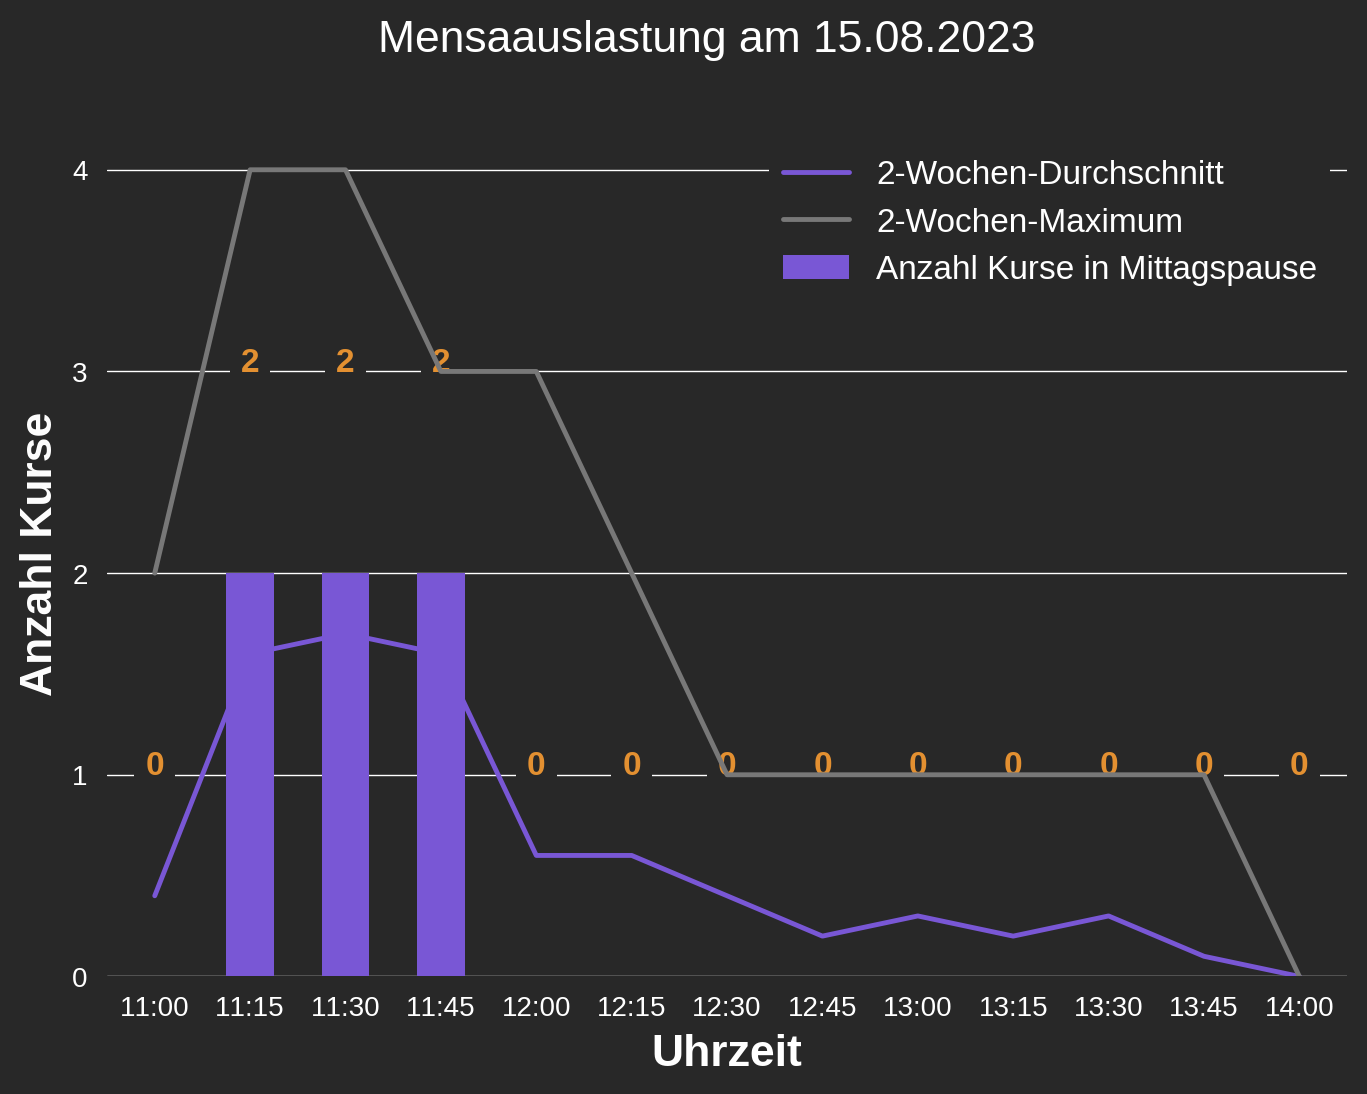 Mensaauslastung am 15.08.2023
2-Wochen-Durchschnitt
2-Wochen-Maximum
Anzahl Kurse in Mittagspause
Anzahl Kurse
4
3
2
1
0
2 2 2
0 0 0 0 0 0 0 0 0 0
11:00 11:15 11:30 11:45 12:00 12:15 12:30 12:45 13:00 13:15 13:30 13:45 14:00
Uhrzeit